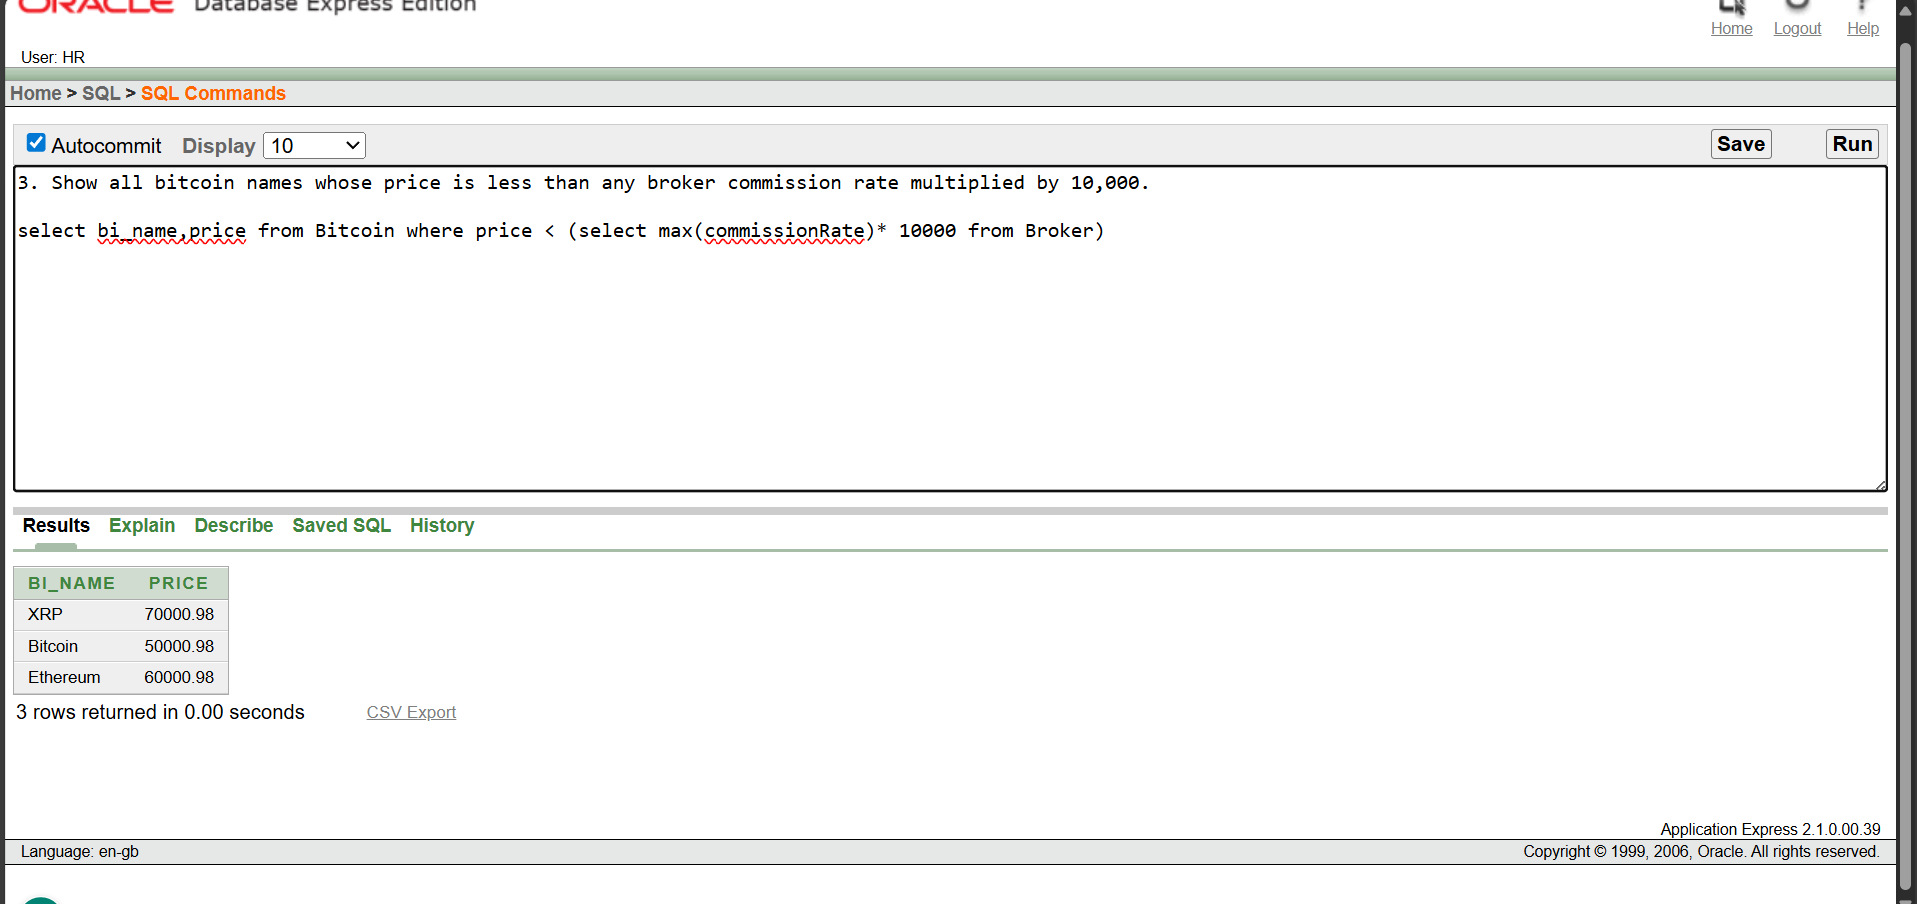 ORACLE Database Express Edition
Home Logout Help
User: HR
Home > SQL > SQL Commands
Autocommit Display 10 Save Run
3. Show all bitcoin names whose price is less than any broker commission rate multiplied by 10,000.
select bi_name,price from Bitcoin where price < (select max(commissionRate)* 10000 from Broker)
Results Explain Describe Saved SQL History
BI_NAME PRICE
XRP 70000.98
Bitcoin 50000.98
Ethereum 60000.98
3 rows returned in 0.00 seconds CSV Export
Application Express 2.1.0.00.39
Language: en-gb Copyright © 1999, 2006, Oracle. All rights reserved.